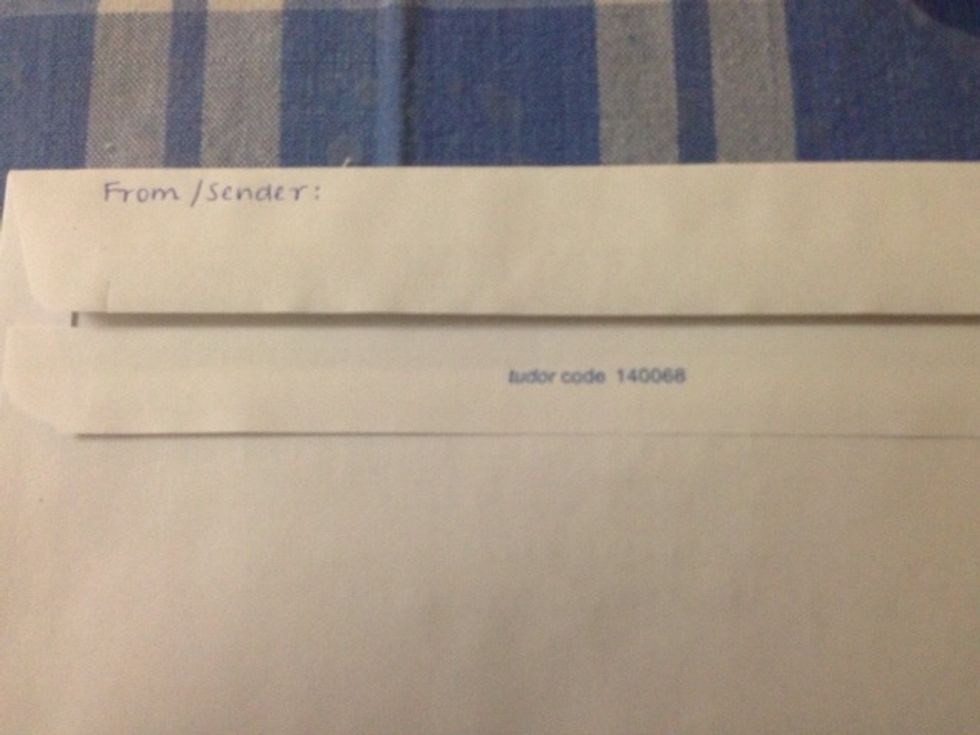 From /Sender:
tudor code 140068